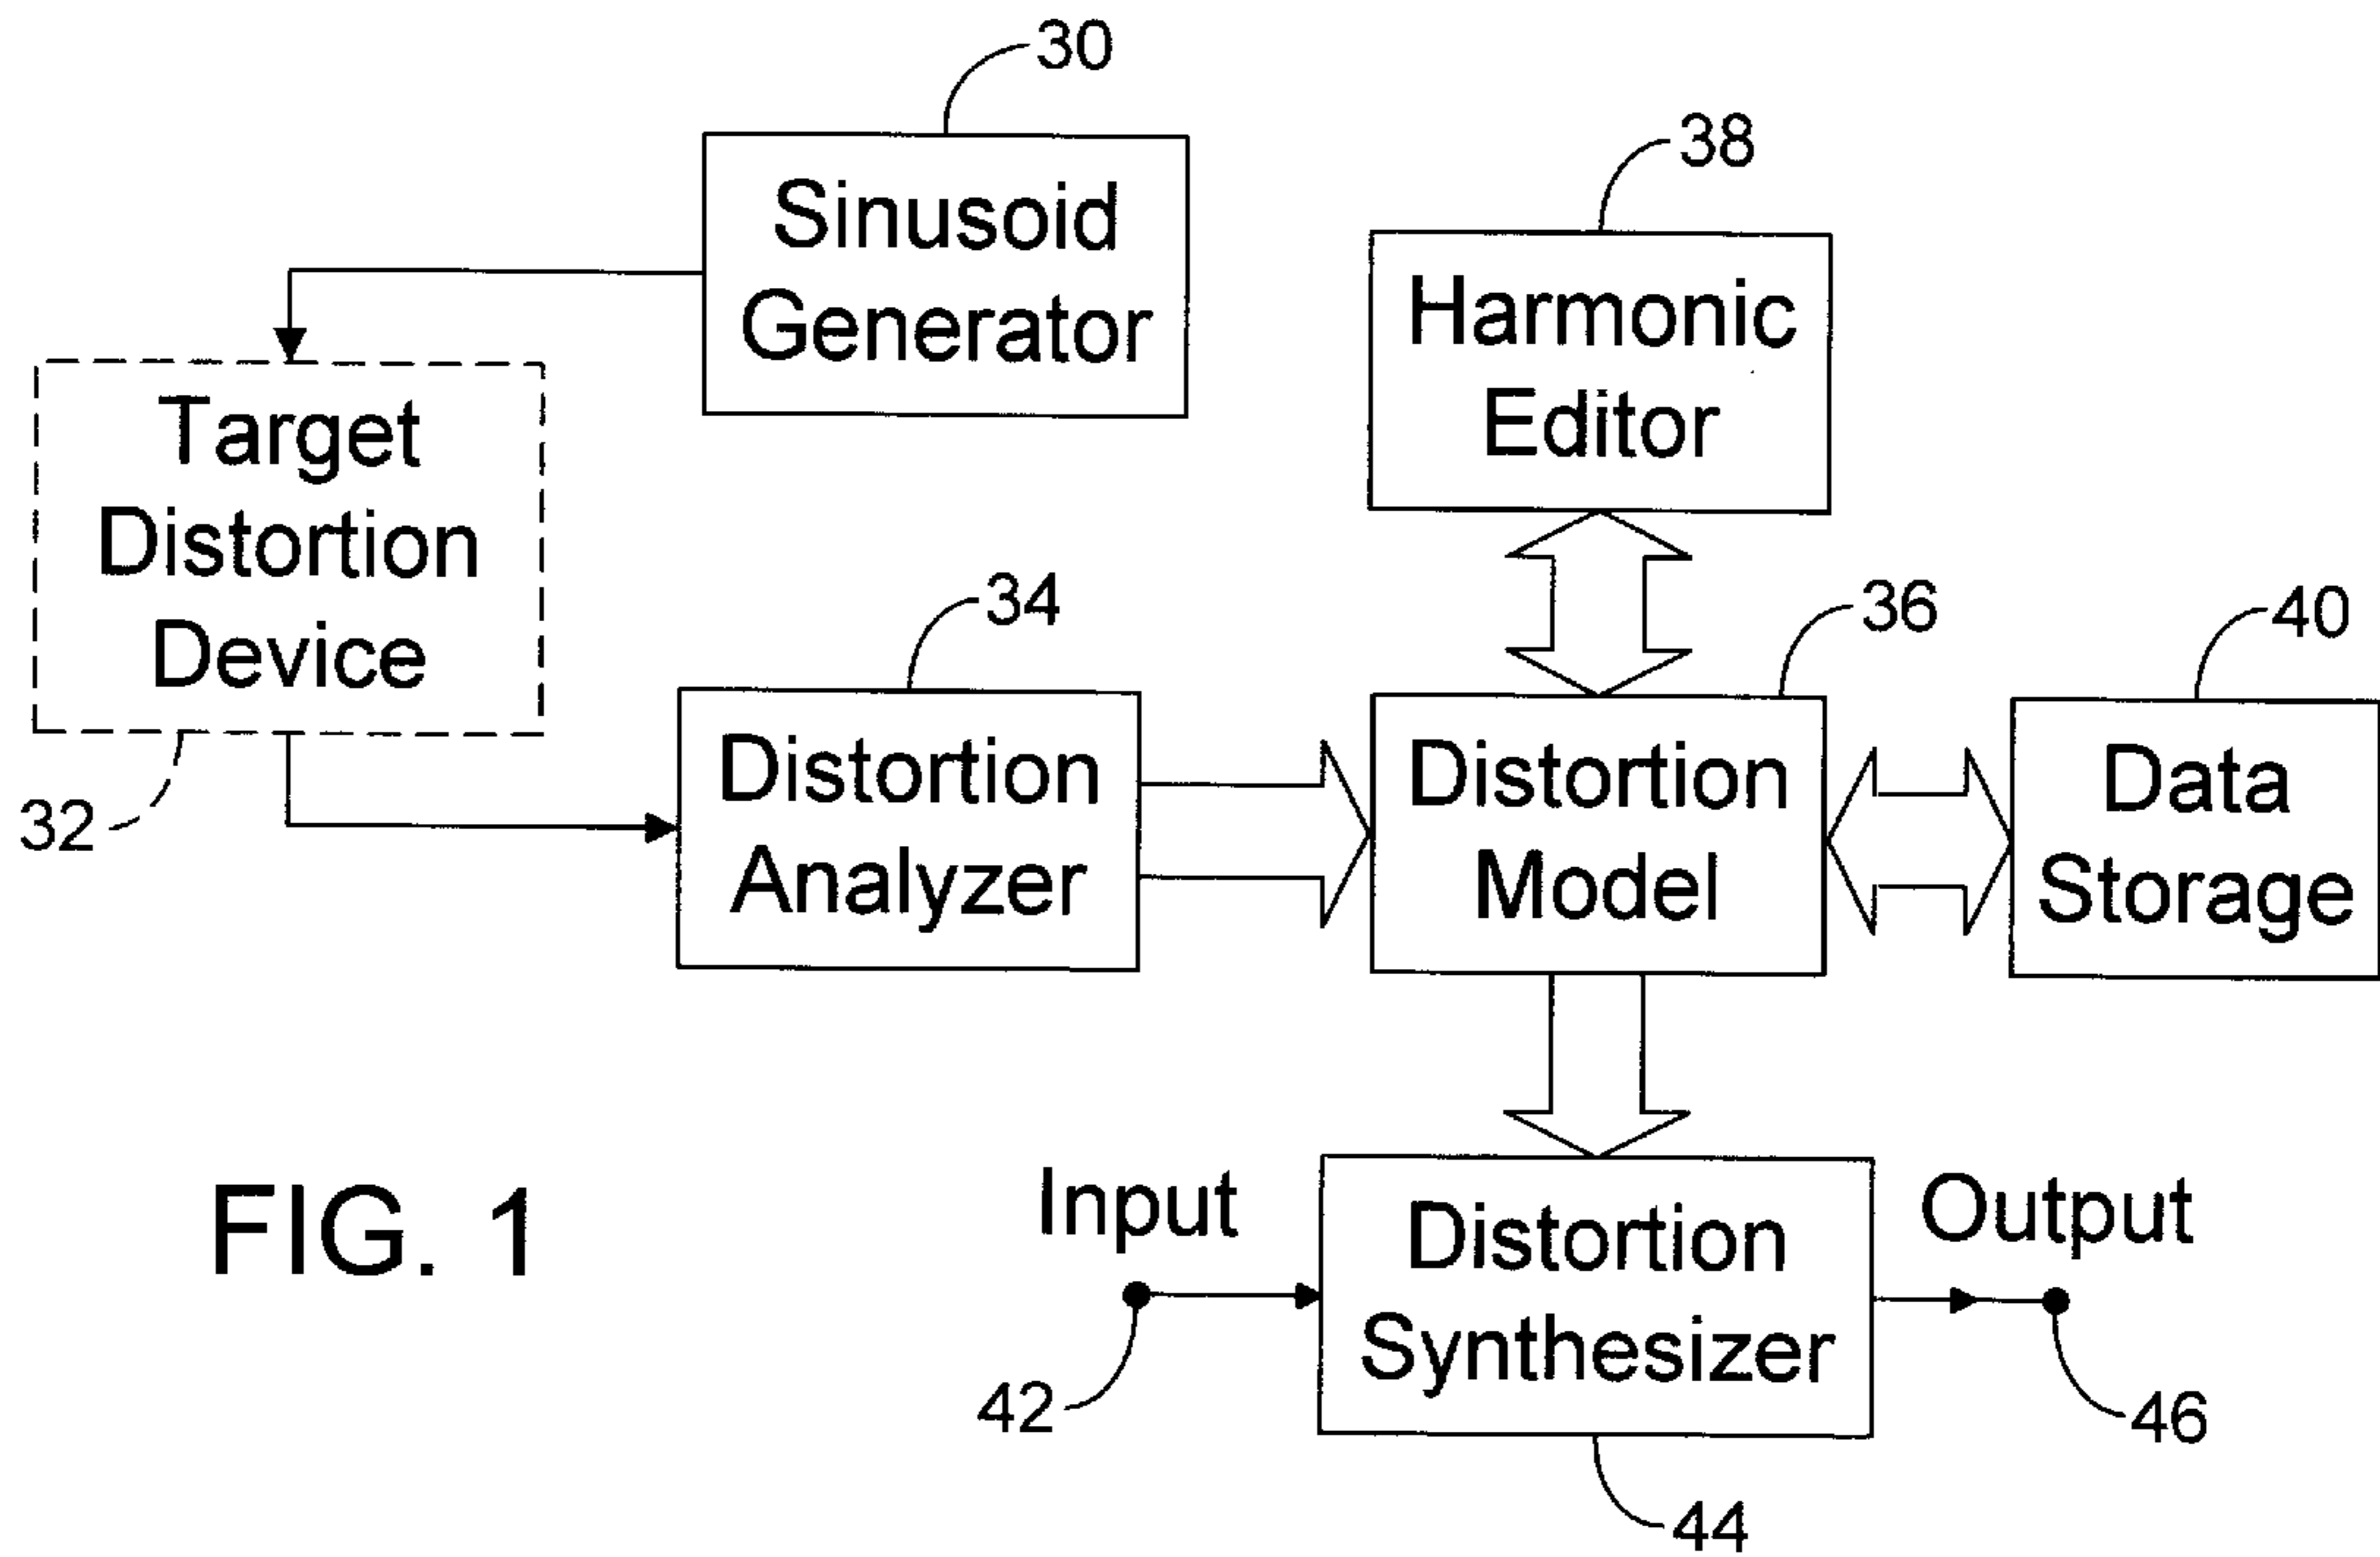 30
Sinusoid
Generator
38
Harmonic
Editor
Target
Distortion
Device
32
34
Distortion
Analyzer
36
Distortion
Model
40
Data
Storage
FIG. 1
Input
42
Distortion
Synthesizer
44
Output
46